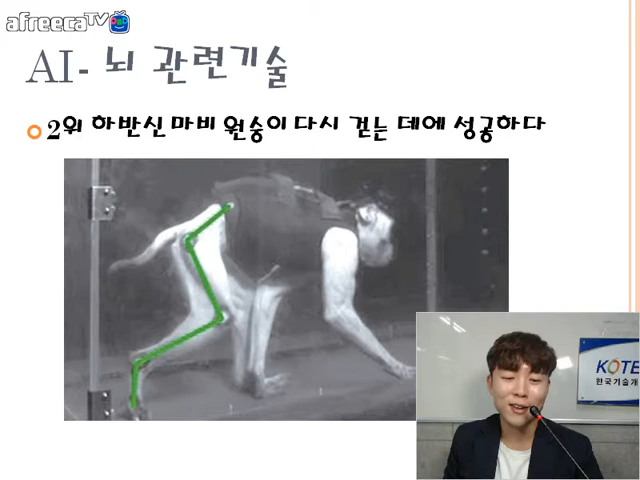 afreecaTV
AI- 뇌 관련기술
2위 하반신 마비 원숭이 다시 걷는 데에 성공하다
KOTE
한국기술개